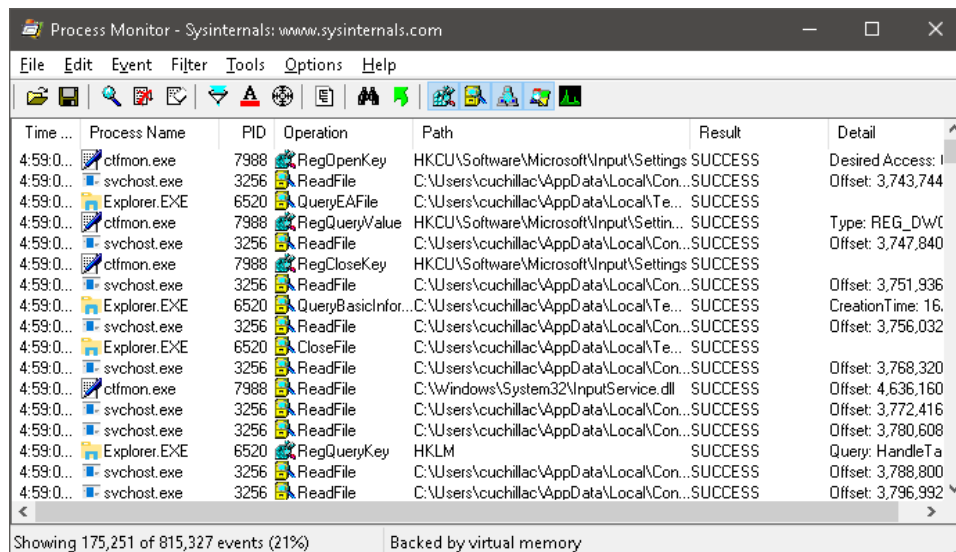 Process Monitor - Sysinternals: www.sysinternals.com
File Edit Event Filter Tools Options Help
Time ... Process Name PID Operation Path Result Detail
4:59:0... ctfmon.exe 7988 RegOpenKey HKCU\Software\Microsoft\Input\Settings SUCCESS Desired Access:
4:59:0... svchost.exe 3256 ReadFile C:\Users\cuchillac\AppData\Local\Con... SUCCESS Offset: 3,743,744
4:59:0... Explorer.EXE 6520 QueryEAFile C:\Users\cuchillac\AppData\Local\Te... SUCCESS
4:59:0... ctfmon.exe 7988 RegQueryValue HKCU\Software\Microsoft\Input\Settin... SUCCESS Type: REG_DW
4:59:0... svchost.exe 3256 ReadFile C:\Users\cuchillac\AppData\Local\Con... SUCCESS Offset: 3,747,840
4:59:0... ctfmon.exe 7988 RegCloseKey HKCU\Software\Microsoft\Input\Settings SUCCESS
4:59:0... svchost.exe 3256 ReadFile C:\Users\cuchillac\AppData\Local\Con... SUCCESS Offset: 3,751,936
4:59:0... Explorer.EXE 6520 QueryBasicInfor... C:\Users\cuchillac\AppData\Local\Te... SUCCESS CreationTime: 16.
4:59:0... svchost.exe 3256 ReadFile C:\Users\cuchillac\AppData\Local\Con... SUCCESS Offset: 3,756,032
4:59:0... Explorer.EXE 6520 CloseFile C:\Users\cuchillac\AppData\Local\Te... SUCCESS
4:59:0... svchost.exe 3256 ReadFile C:\Users\cuchillac\AppData\Local\Con... SUCCESS Offset: 3,768,320
4:59:0... ctfmon.exe 7988 ReadFile C:\Windows\System32\InputService.dll SUCCESS Offset: 4,636,160
4:59:0... svchost.exe 3256 ReadFile C:\Users\cuchillac\AppData\Local\Con... SUCCESS Offset: 3,772,416
4:59:0... svchost.exe 3256 ReadFile C:\Users\cuchillac\AppData\Local\Con... SUCCESS Offset: 3,780,608
4:59:0... Explorer.EXE 6520 RegQueryKey HKLM SUCCESS Query: HandleTa
4:59:0... svchost.exe 3256 ReadFile C:\Users\cuchillac\AppData\Local\Con... SUCCESS Offset: 3,788,800
4:59:0... svchost.exe 3256 ReadFile C:\Users\cuchillac\AppData\Local\Con... SUCCESS Offset: 3,796,992
Showing 175,251 of 815,327 events (21%) Backed by virtual memory